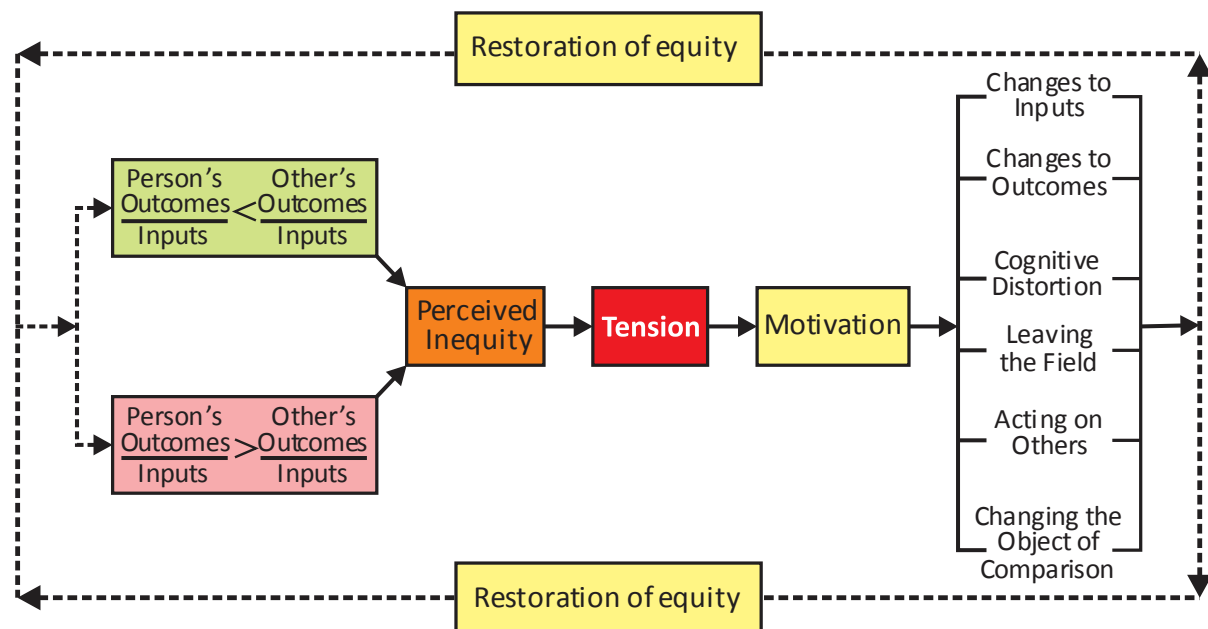 Restoration of equity
Changes to
Inputs
Person's Other's
Outcomes < Outcomes
Inputs Inputs
Changes to
Outcomes
Perceived
Inequity
Tension
Motivation
Cognitive
Distortion
Leaving
the Field
Person's Other's
Outcomes > Outcomes
Inputs Inputs
Acting on
Others
Changing the
Object of
Comparison
Restoration of equity